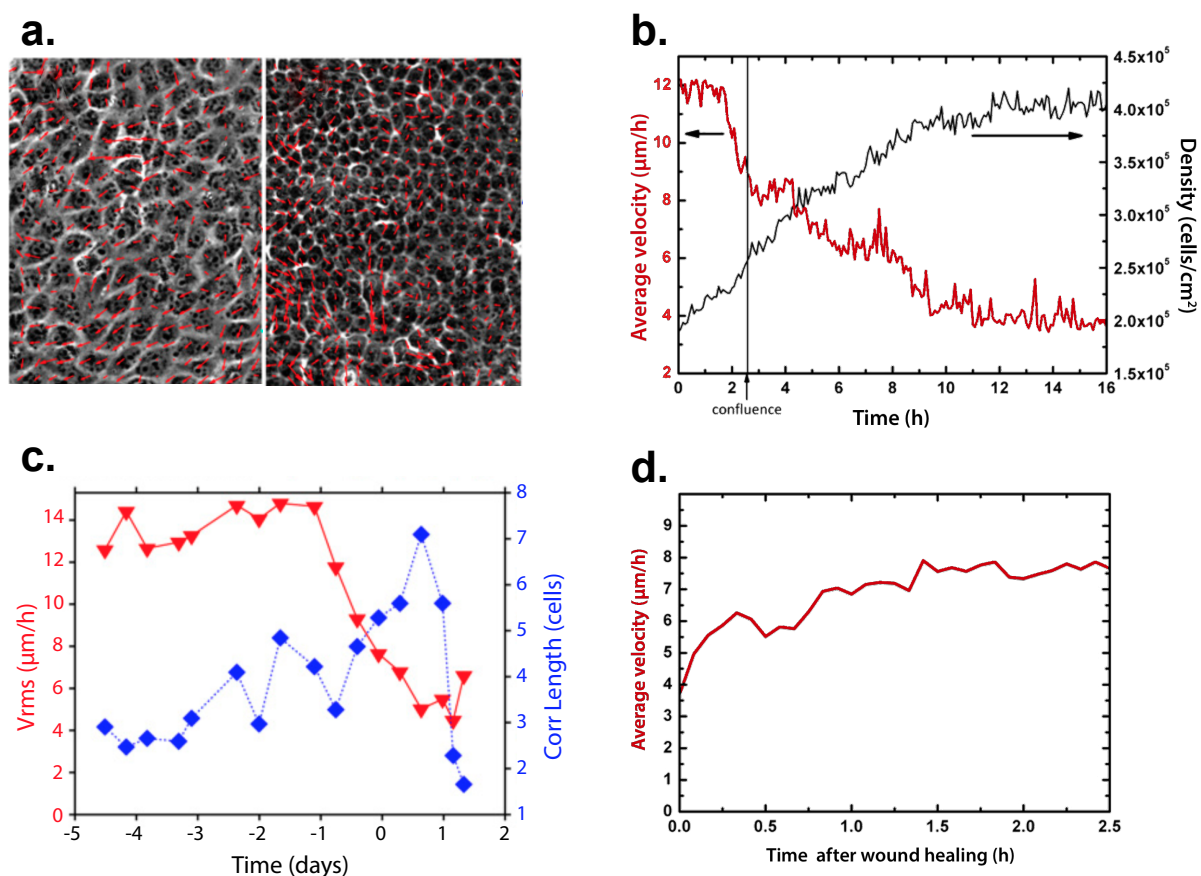 a.
b.
Average velocity (μm/h)
12
10
8
6
4
2
4.5x10⁵
4.0x10⁵
3.5x10⁵
3.0x10⁵
2.5x10⁵
2.0x10⁵
1.5x10⁵
Density (cells/cm²)
0 2 4 6 8 10 12 14 16
confluence
Time (h)
c.
Vrms (μm/h)
14
12
10
8
6
4
2
0
8
7
6
5
4
3
2
1
Corr Length (cells)
-5 -4 -3 -2 -1 0 1 2
Time (days)
d.
Average velocity (μm/h)
9
8
7
6
5
4
3
2
1
0
0.0 0.5 1.0 1.5 2.0 2.5
Time after wound healing (h)